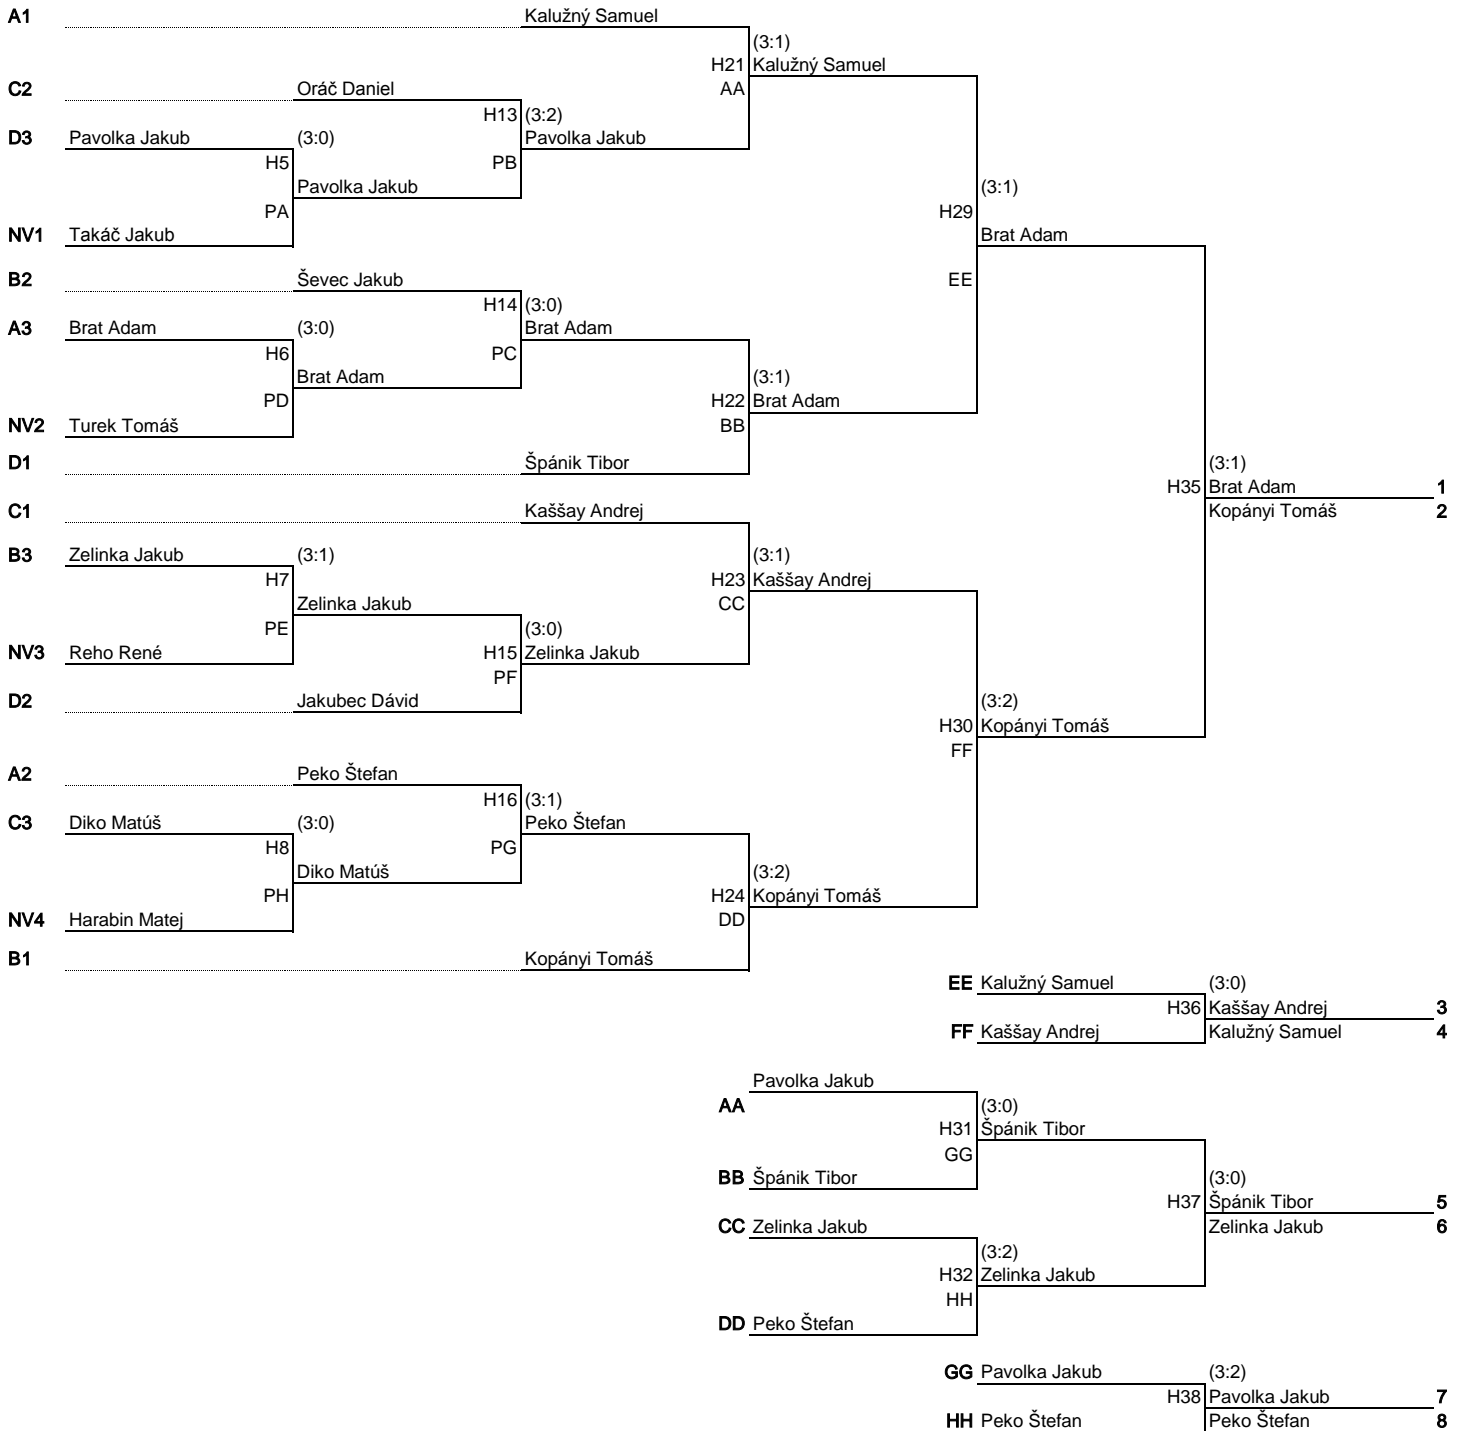 A1 Kalužný Samuel
(3:1)
H21 Kalužný Samuel
C2 Oráč Daniel AA
H13 (3:2)
D3 Pavolka Jakub (3:0) Pavolka Jakub
H5 PB
Pavolka Jakub (3:1)
PA H29
NV1 Takáč Jakub Brat Adam
B2 Ševec Jakub EE
H14 (3:0)
A3 Brat Adam (3:0) Brat Adam
H6 PC
Brat Adam (3:1)
PD H22 Brat Adam
NV2 Turek Tomáš BB
D1 Špánik Tibor (3:1)
H35 Brat Adam 1
C1 Kaššay Andrej Kopányi Tomáš 2
B3 Zelinka Jakub (3:1) (3:1)
H7 H23 Kaššay Andrej
Zelinka Jakub CC
PE (3:0)
NV3 Reho René H15 Zelinka Jakub
PF
D2 Jakubec Dávid (3:2)
H30 Kopányi Tomáš
FF
A2 Peko Štefan
H16 (3:1)
C3 Diko Matúš (3:0) Peko Štefan
H8 PG
Diko Matúš (3:2)
PH H24 Kopányi Tomáš
NV4 Harabin Matej DD
B1 Kopányi Tomáš
EE Kalužný Samuel (3:0)
H36 Kaššay Andrej 3
FF Kaššay Andrej Kalužný Samuel 4
Pavolka Jakub
AA (3:0)
H31 Špánik Tibor
GG
BB Špánik Tibor (3:0)
H37 Špánik Tibor 5
CC Zelinka Jakub Zelinka Jakub 6
(3:2)
H32 Zelinka Jakub
HH
DD Peko Štefan
GG Pavolka Jakub (3:2)
H38 Pavolka Jakub 7
HH Peko Štefan Peko Štefan 8